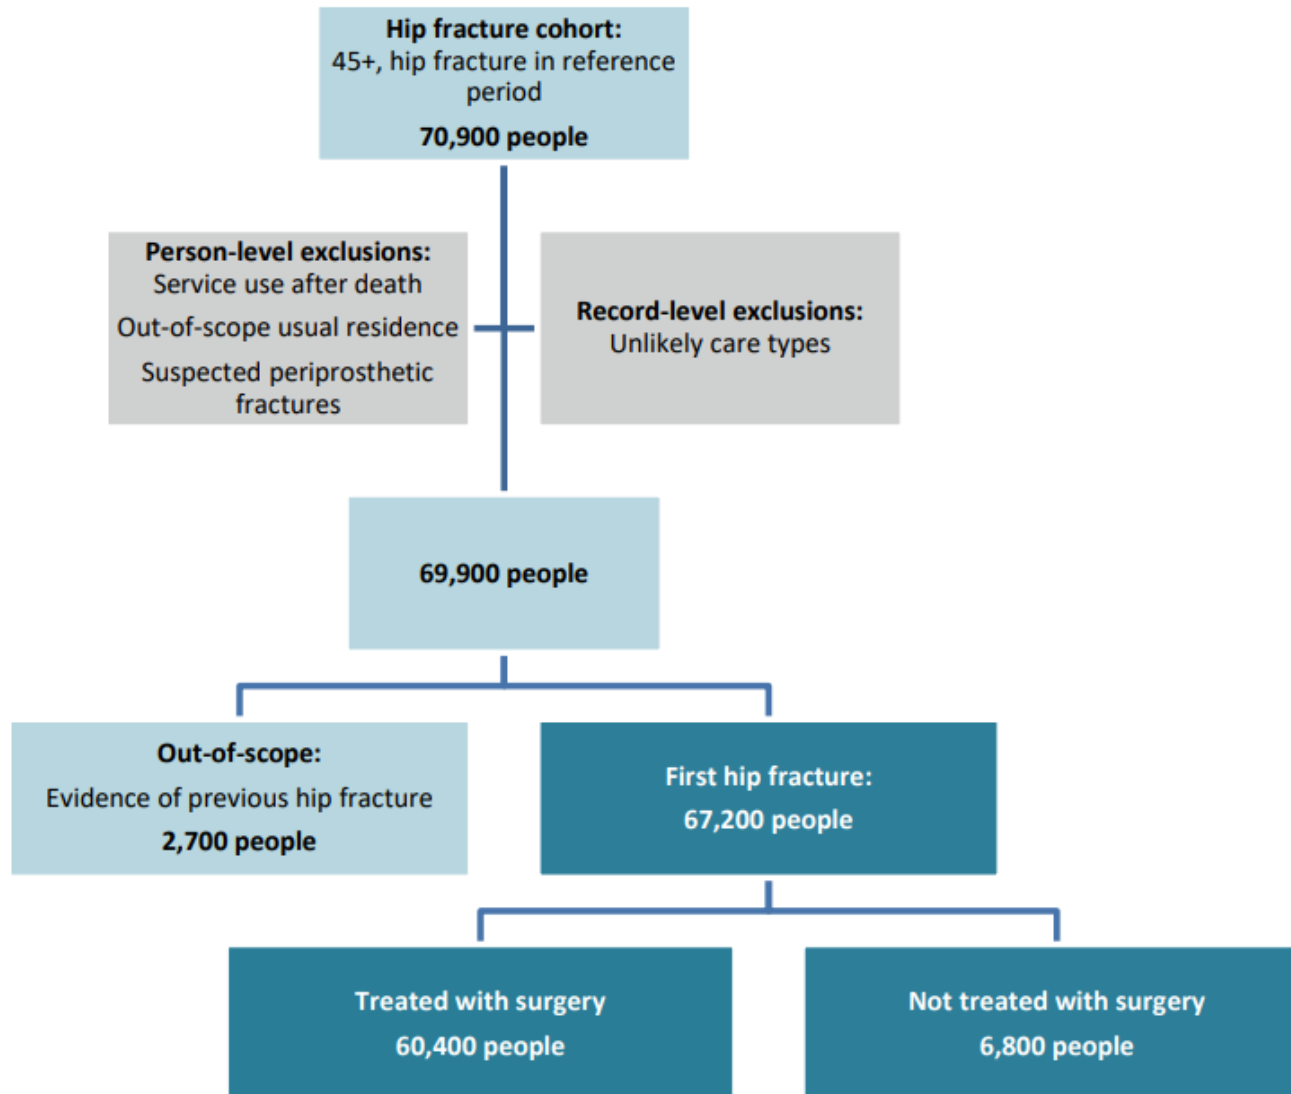 Hip fracture cohort:
45+, hip fracture in reference
period
70,900 people
Person-level exclusions:
Service use after death
Out-of-scope usual residence
Suspected periprosthetic
fractures
Record-level exclusions:
Unlikely care types
69,900 people
Out-of-scope:
Evidence of previous hip fracture
2,700 people
First hip fracture:
67,200 people
Treated with surgery
60,400 people
Not treated with surgery
6,800 people